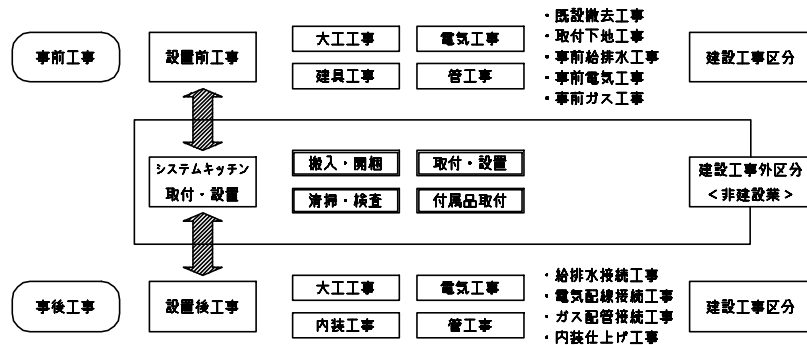 事前工事
設置前工事
大工工事
電気工事
建具工事
管工事
・既設撤去工事
・取付下地工事
・事前給排水工事
・事前電気工事
・事前ガス工事
建設工事区分
システムキッチン
取付・設置
搬入・開梱
取付・設置
清掃・検査
付属品取付
建設工事外区分
＜非建設業＞
事後工事
設置後工事
大工工事
電気工事
内装工事
管工事
・給排水接続工事
・電気配線接続工事
・ガス配管接続工事
・内装仕上げ工事
建設工事区分